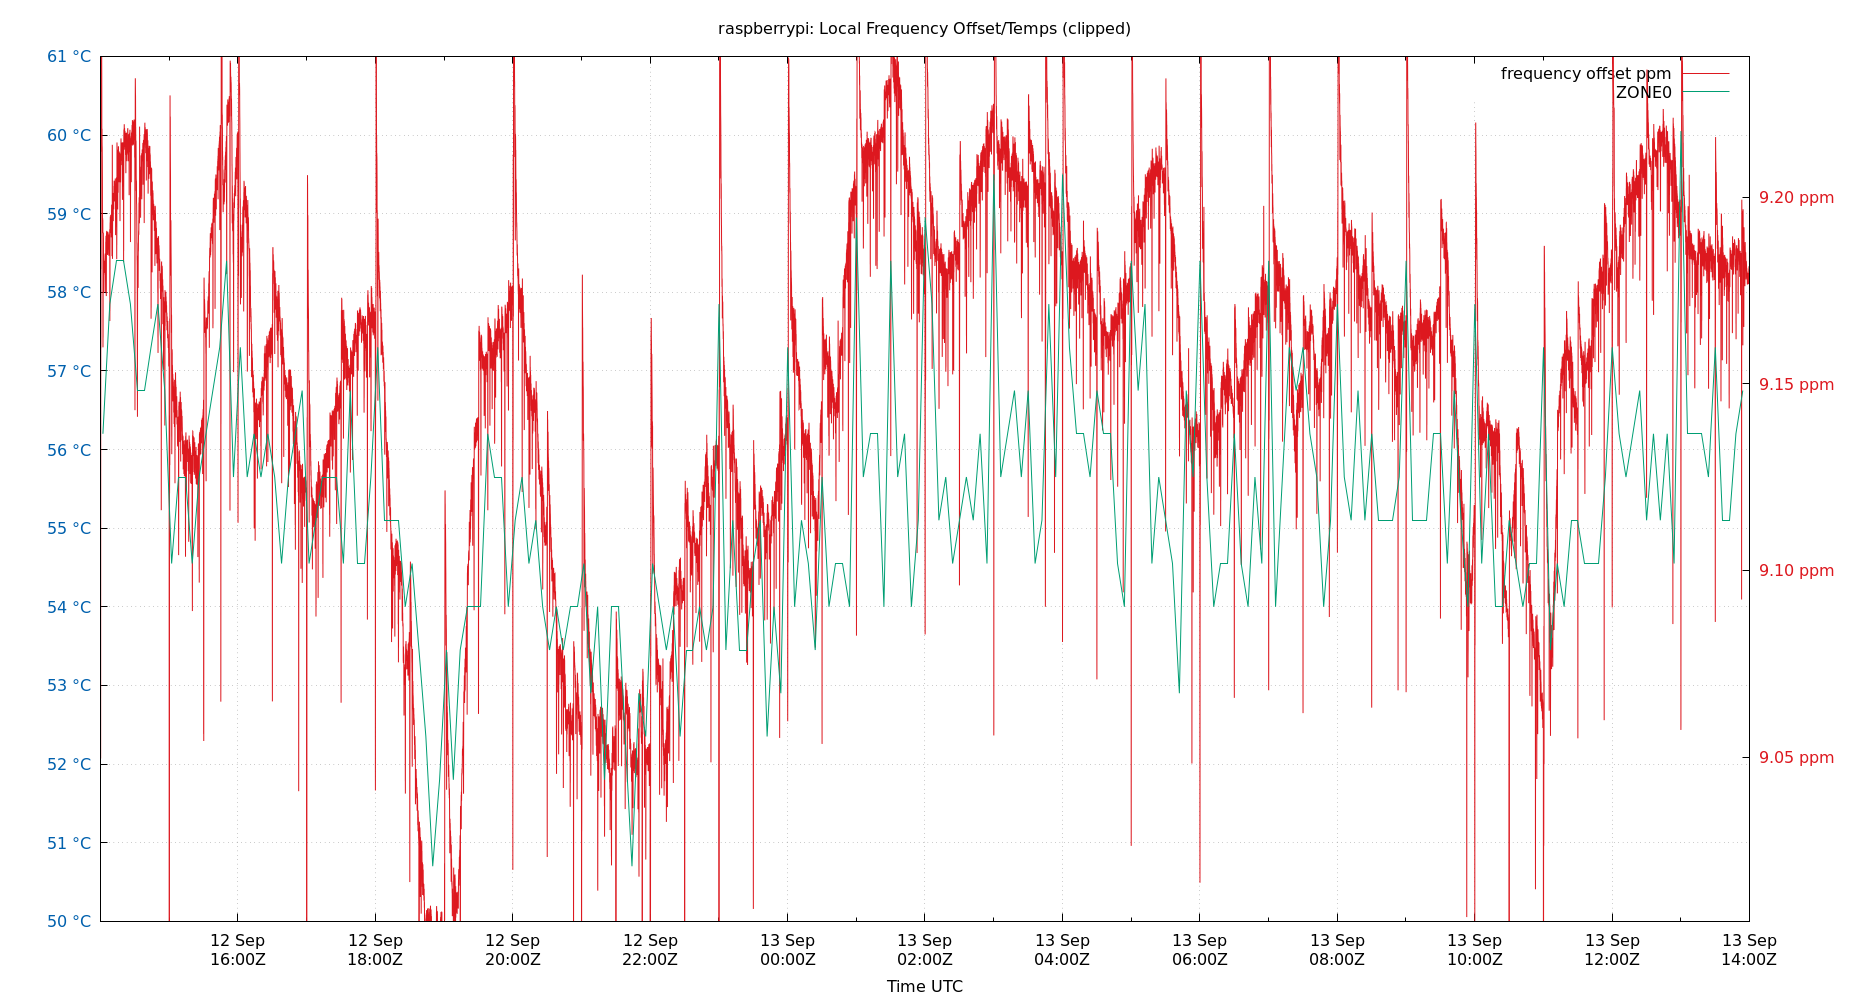 raspberrypi: Local Frequency Offset/Temps (clipped)
61 °C
60 °C
59 °C
58 °C
57 °C
56 °C
55 °C
54 °C
53 °C
52 °C
51 °C
50 °C
frequency offset ppm
ZONE0
9.20 ppm
9.15 ppm
9.10 ppm
9.05 ppm
12 Sep
16:00Z
12 Sep
18:00Z
12 Sep
20:00Z
12 Sep
22:00Z
13 Sep
00:00Z
13 Sep
02:00Z
13 Sep
04:00Z
13 Sep
06:00Z
13 Sep
08:00Z
13 Sep
10:00Z
13 Sep
12:00Z
13 Sep
14:00Z
Time UTC